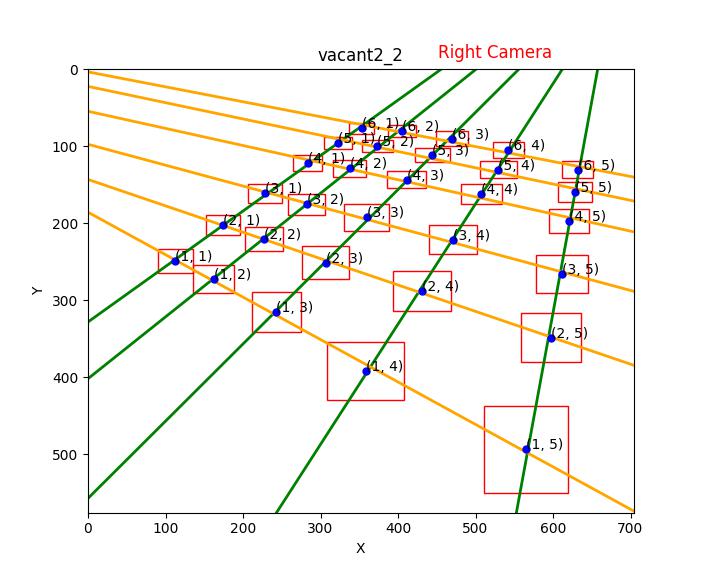 vacant2_2 Right Camera
0
100
200
300
400
500
Y
(6, 1) (6, 2) (6, 3) (6, 4) (6, 5)
(5, 1) (5, 2) (5, 3) (5, 4) (5, 5)
(4, 1) (4, 2) (4, 3) (4, 4) (4, 5)
(3, 1) (3, 2) (3, 3) (3, 4) (3, 5)
(2, 1) (2, 2) (2, 3) (2, 4) (2, 5)
(1, 1) (1, 2) (1, 3) (1, 4) (1, 5)
0 100 200 300 400 500 600 700
X